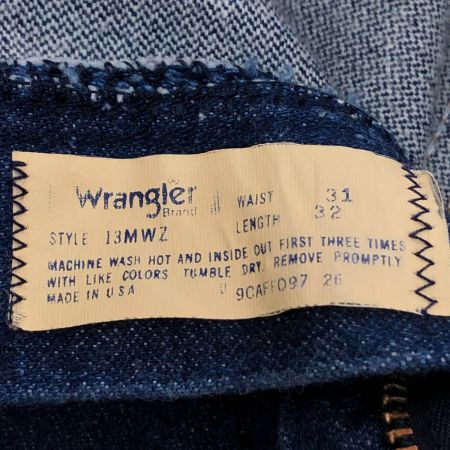 Wrangler
Brand
WAIST 31
LENGTH 32
STYLE 13MWZ
MACHINE WASH HOT AND INSIDE OUT FIRST THREE TIMES
WITH LIKE COLORS TUMBLE DRY. REMOVE PROMPTLY
MADE IN U.S.A. U 9CAFF097 26